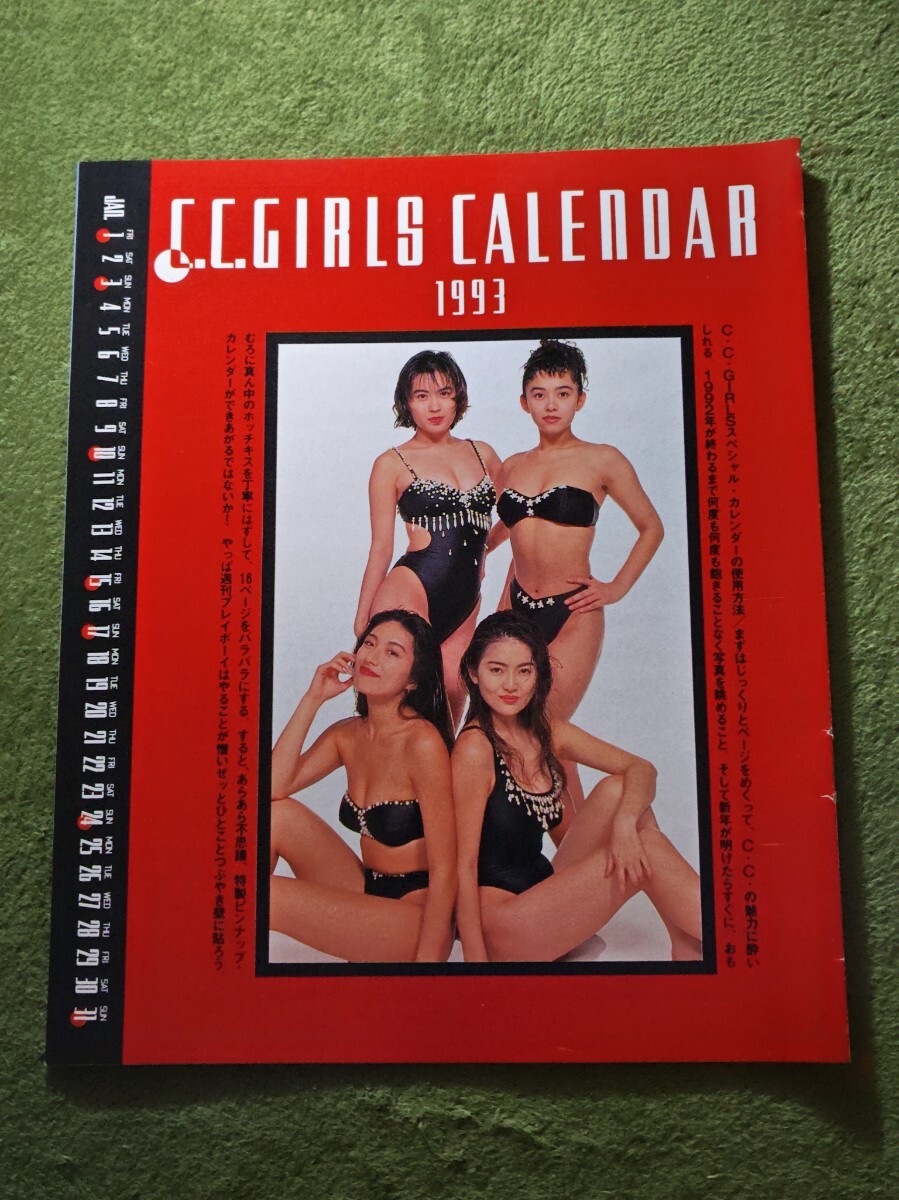 C.C.GIRLS CALENDAR
1993
C・C・GIRLSスペシャル・カレンダーの使用方法/まずはじっくりとページをめくって、C・C・の魅力に酔い
しれる 1992年が終わるまで何度も何度も飽きることなく写真を眺めること そして新年が明けたらすぐに、おも
むろに真ん中のホッチキスを丁寧にはずして、16ページをバラバラにする すると、あらあら不思議、特製ピンナップ・
カレンダーができあがるではないか! やっぱ週刊プレイボーイはやることが憎いぜッとひとことつぶやき壁に貼ろう
JAN.
1 FRI
2 SAT
3 SUN
4 MON
5 TUE
6 WED
7 THU
8 FRI
9 SAT
10 SUN
11 MON
12 TUE
13 WED
14 THU
15 FRI
16 SAT
17 SUN
18 MON
19 TUE
20 WED
21 THU
22 FRI
23 SAT
24 SUN
25 MON
26 TUE
27 WED
28 THU
29 FRI
30 SAT
31 SUN